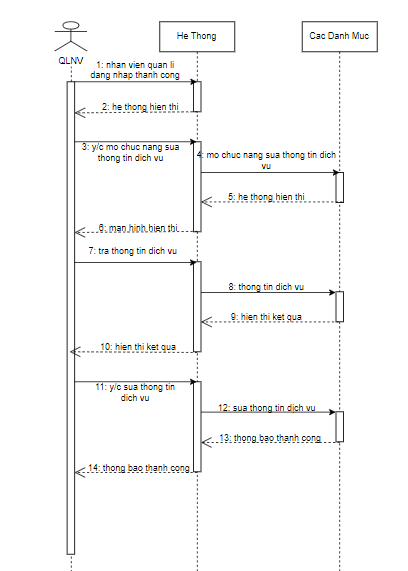 He Thong
Cac Danh Muc
QLNV
1: nhan vien quan li
dang nhap thanh cong
2: he thong hien thi
3: y/c mo chuc nang sua
thong tin dich vu
4: mo chuc nang sua thong tin dich
vu
5: he thong hien thi
6: man hinh hien thi
7: tra thong tin dich vu
8: thong tin dich vu
9: hien thi ket qua
10: hien thi ket qua
11: y/c sua thong tin
dich vu
12: sua thong tin dich vu
13: thong bao thanh cong
14: thong bao thanh cong